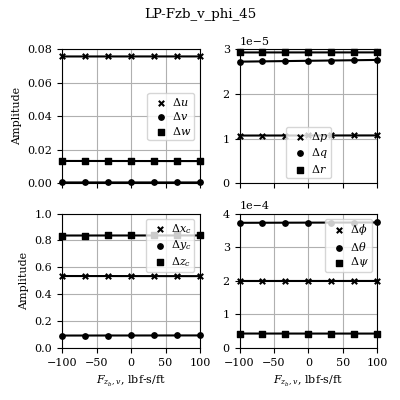 LP-Fzb_v_phi_45
Amplitude
0.08
0.06
0.04
0.02
0.00
Δu
Δv
Δw
1e−5
3
2
1
0
Δp
Δq
Δr
Amplitude
1.0
0.8
0.6
0.4
0.2
0.0
Δx_c
Δy_c
Δz_c
−100 −50 0 50 100
F_{z_b,v}, lbf-s/ft
1e−4
4
3
2
1
0
Δϕ
Δθ
Δψ
−100 −50 0 50 100
F_{z_b,v}, lbf-s/ft